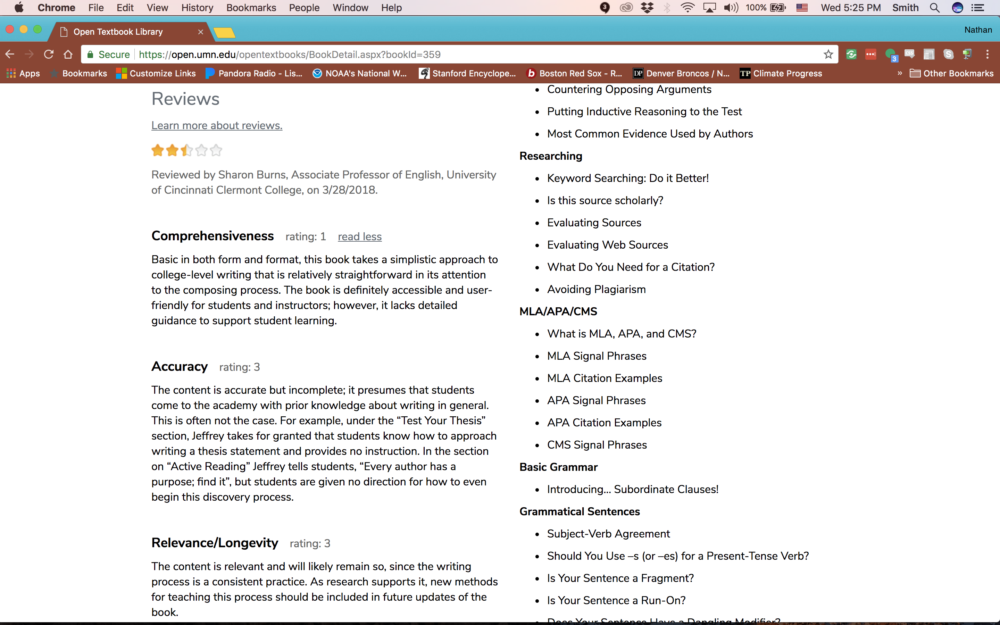 Chrome File Edit View History Bookmarks People Window Help 3 100% Wed 5:25 PM Smith
Open Textbook Library Nathan
Secure https://open.umn.edu/opentextbooks/BookDetail.aspx?bookId=359 CSS 3
Apps Bookmarks Customize Links Pandora Radio - Lis... NOAA's National W... Stanford Encyclope... b Boston Red Sox - R... DP Denver Broncos / N... TP Climate Progress » Other Bookmarks
Reviews
Learn more about reviews.
Reviewed by Sharon Burns, Associate Professor of English, University
of Cincinnati Clermont College, on 3/28/2018.
Comprehensiveness rating: 1 read less
Basic in both form and format, this book takes a simplistic approach to
college-level writing that is relatively straightforward in its attention
to the composing process. The book is definitely accessible and user-
friendly for students and instructors; however, it lacks detailed
guidance to support student learning.
Accuracy rating: 3
The content is accurate but incomplete; it presumes that students
come to the academy with prior knowledge about writing in general.
This is often not the case. For example, under the “Test Your Thesis”
section, Jeffrey takes for granted that students know how to approach
writing a thesis statement and provides no instruction. In the section
on “Active Reading” Jeffrey tells students, “Every author has a
purpose; find it”, but students are given no direction for how to even
begin this discovery process.
Relevance/Longevity rating: 3
The content is relevant and will likely remain so, since the writing
process is a consistent practice. As research supports it, new methods
for teaching this process should be included in future updates of the
book.
• Countering Opposing Arguments
• Putting Inductive Reasoning to the Test
• Most Common Evidence Used by Authors
Researching
• Keyword Searching: Do it Better!
• Is this source scholarly?
• Evaluating Sources
• Evaluating Web Sources
• What Do You Need for a Citation?
• Avoiding Plagiarism
MLA/APA/CMS
• What is MLA, APA, and CMS?
• MLA Signal Phrases
• MLA Citation Examples
• APA Signal Phrases
• APA Citation Examples
• CMS Signal Phrases
Basic Grammar
• Introducing... Subordinate Clauses!
Grammatical Sentences
• Subject-Verb Agreement
• Should You Use –s (or –es) for a Present-Tense Verb?
• Is Your Sentence a Fragment?
• Is Your Sentence a Run-On?
• Does Your Sentence Have a Dangling Modifier?